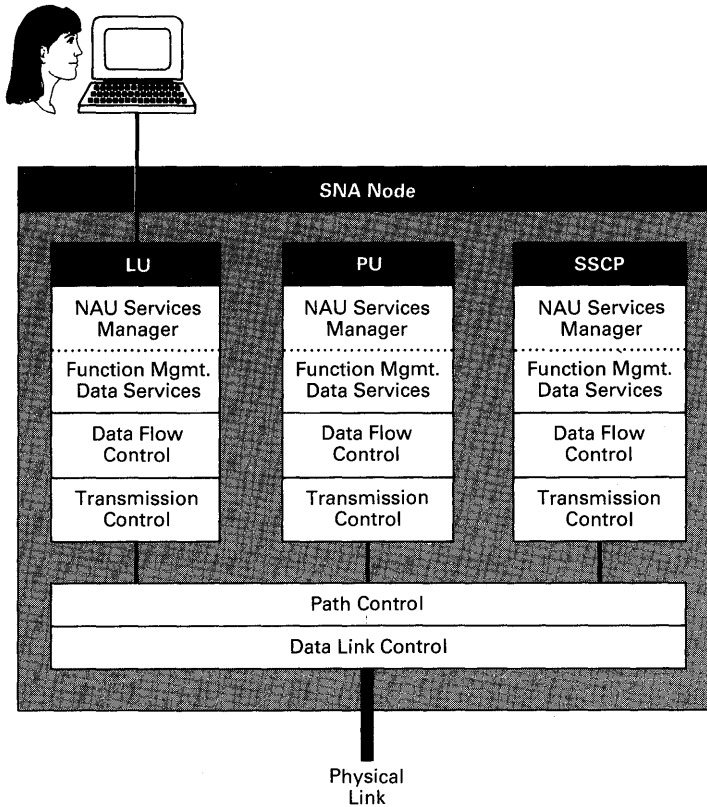 SNA Node
LU
NAU Services
Manager
Function Mgmt.
Data Services
Data Flow
Control
Transmission
Control
PU
NAU Services
Manager
Function Mgmt.
Data Services
Data Flow
Control
Transmission
Control
SSCP
NAU Services
Manager
Function Mgmt.
Data Services
Data Flow
Control
Transmission
Control
Path Control
Data Link Control
Physical
Link